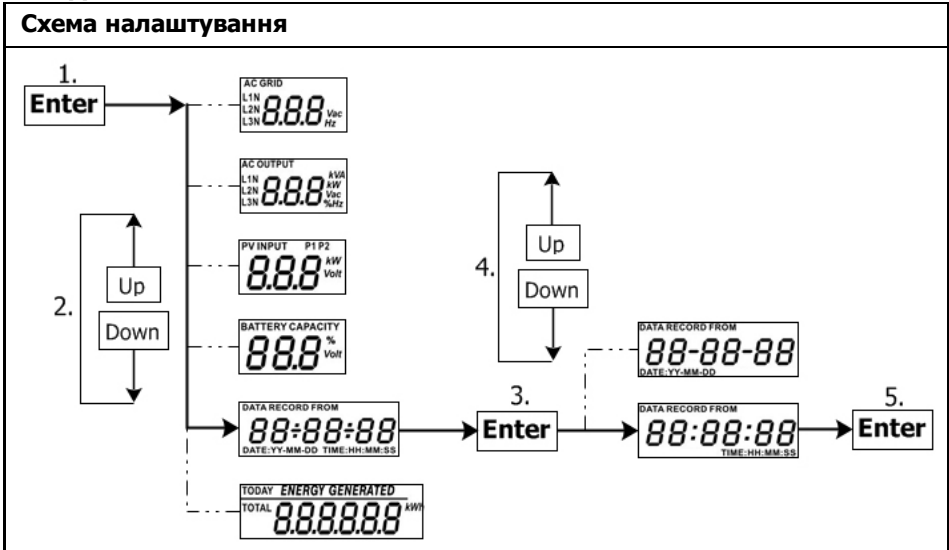 Схема налаштування
1.
Enter
AC GRID
L1N
L2N
L3N
8.8.8
Vac
Hz
AC OUTPUT
L1N
L2N
L3N
8.8.8
kVA
kW
Vac
%Hz
2.
Up
Down
PV INPUT P1 P2
8.8.8
kW
Volt
BATTERY CAPACITY
88.8
%
Volt
DATA RECORD FROM
88÷88÷88
DATE:YY-MM-DD TIME:HH:MM:SS
TODAY ENERGY GENERATED
TOTAL
8.8.8.8.8.8
kWh
3.
Enter
4.
Up
Down
DATA RECORD FROM
88-88-88
DATE:YY-MM-DD
DATA RECORD FROM
88:88:88
TIME:HH:MM:SS
5.
Enter